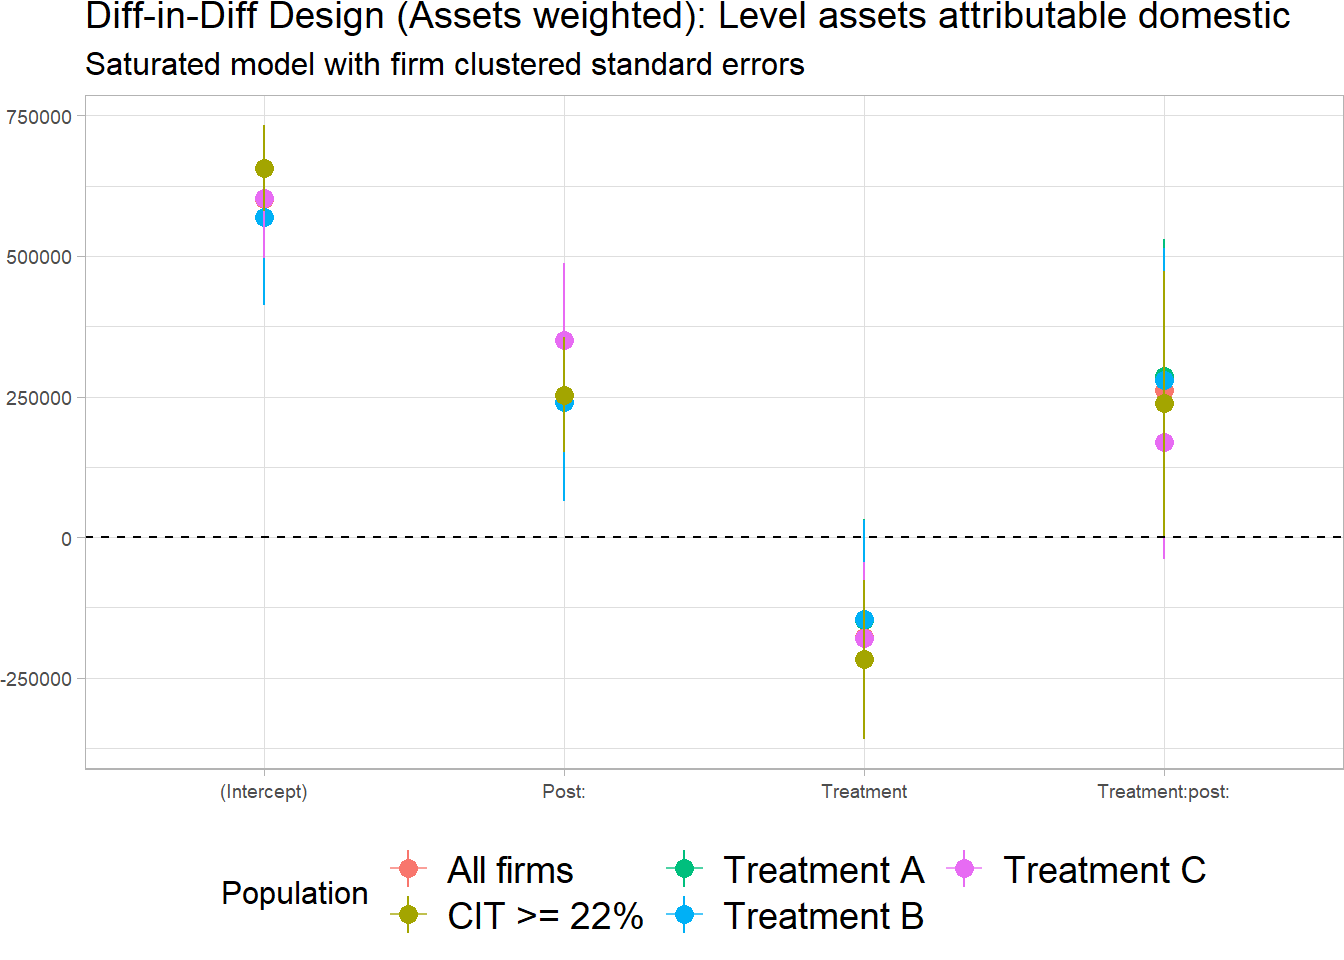 Diff-in-Diff Design (Assets weighted): Level assets attributable domestic
Saturated model with firm clustered standard errors
750000
500000
250000
0
-250000
(Intercept) Post: Treatment Treatment:post:
Population
All firms Treatment A Treatment C
CIT >= 22% Treatment B